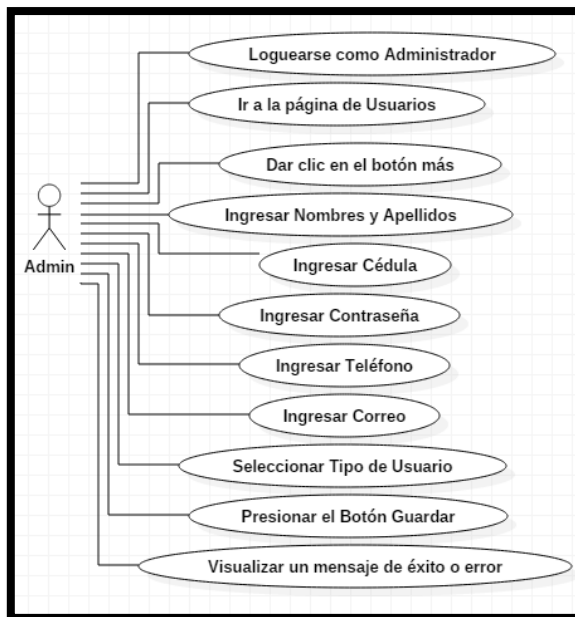 Loguearse como Administrador
Ir a la página de Usuarios
Dar clic en el botón más
Ingresar Nombres y Apellidos
Admin
Ingresar Cédula
Ingresar Contraseña
Ingresar Teléfono
Ingresar Correo
Seleccionar Tipo de Usuario
Presionar el Botón Guardar
Visualizar un mensaje de éxito o error